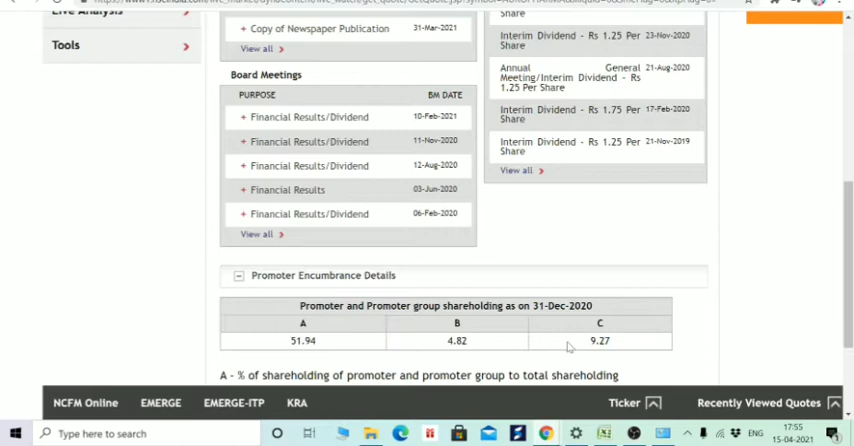 Tools
Copy of Newspaper Publication 31-Mar-2021
View all
Board Meetings
PURPOSE BM DATE
+ Financial Results/Dividend 10-Feb-2021
+ Financial Results/Dividend 11-Nov-2020
+ Financial Results/Dividend 12-Aug-2020
+ Financial Results 03-Jun-2020
+ Financial Results/Dividend 06-Feb-2020
View all
Share
Interim Dividend - Rs 1.25 Per 23-Nov-2020
Share
Annual General 21-Aug-2020
Meeting/Interim Dividend - Rs
1.25 Per Share
Interim Dividend - Rs 1.75 Per 17-Feb-2020
Share
Interim Dividend - Rs 1.25 Per 21-Nov-2019
Share
View all
Promoter Encumbrance Details
Promoter and Promoter group shareholding as on 31-Dec-2020
A B C
51.94 4.82 9.27
A - % of shareholding of promoter and promoter group to total shareholding
NCFM Online EMERGE EMERGE-ITP KRA Ticker Recently Viewed Quotes
Type here to search
ENG
17:55
15-04-2021